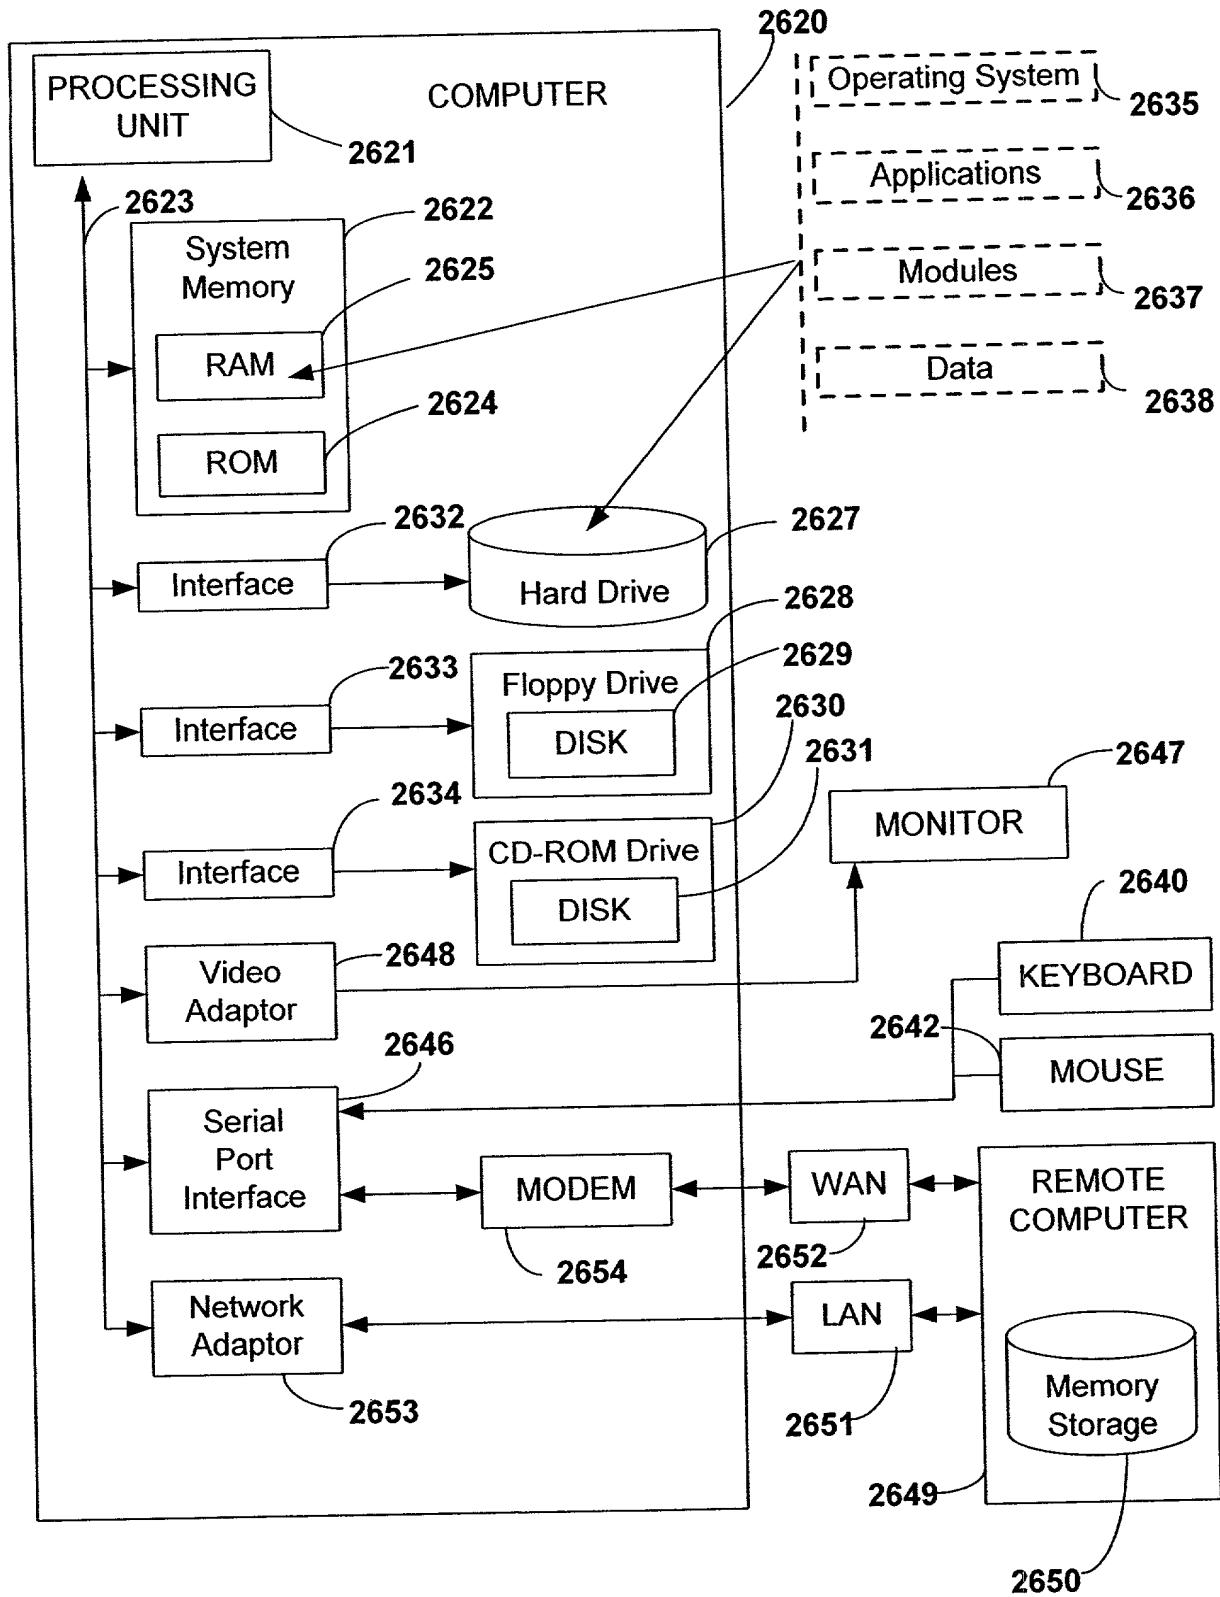 2620
PROCESSING
UNIT
COMPUTER
2621
Operating System
2635
Applications
2636
Modules
2637
Data
2638
2623
2622
System
Memory
2625
RAM
2624
ROM
2632
Interface
2627
Hard Drive
2628
2633
Interface
Floppy Drive
2629
DISK
2630
2634
Interface
CD-ROM Drive
2631
DISK
2647
MONITOR
2648
Video
Adaptor
2640
KEYBOARD
2642
MOUSE
2646
Serial
Port
Interface
MODEM
2654
WAN
2652
REMOTE
COMPUTER
Network
Adaptor
2653
LAN
2651
Memory
Storage
2649
2650